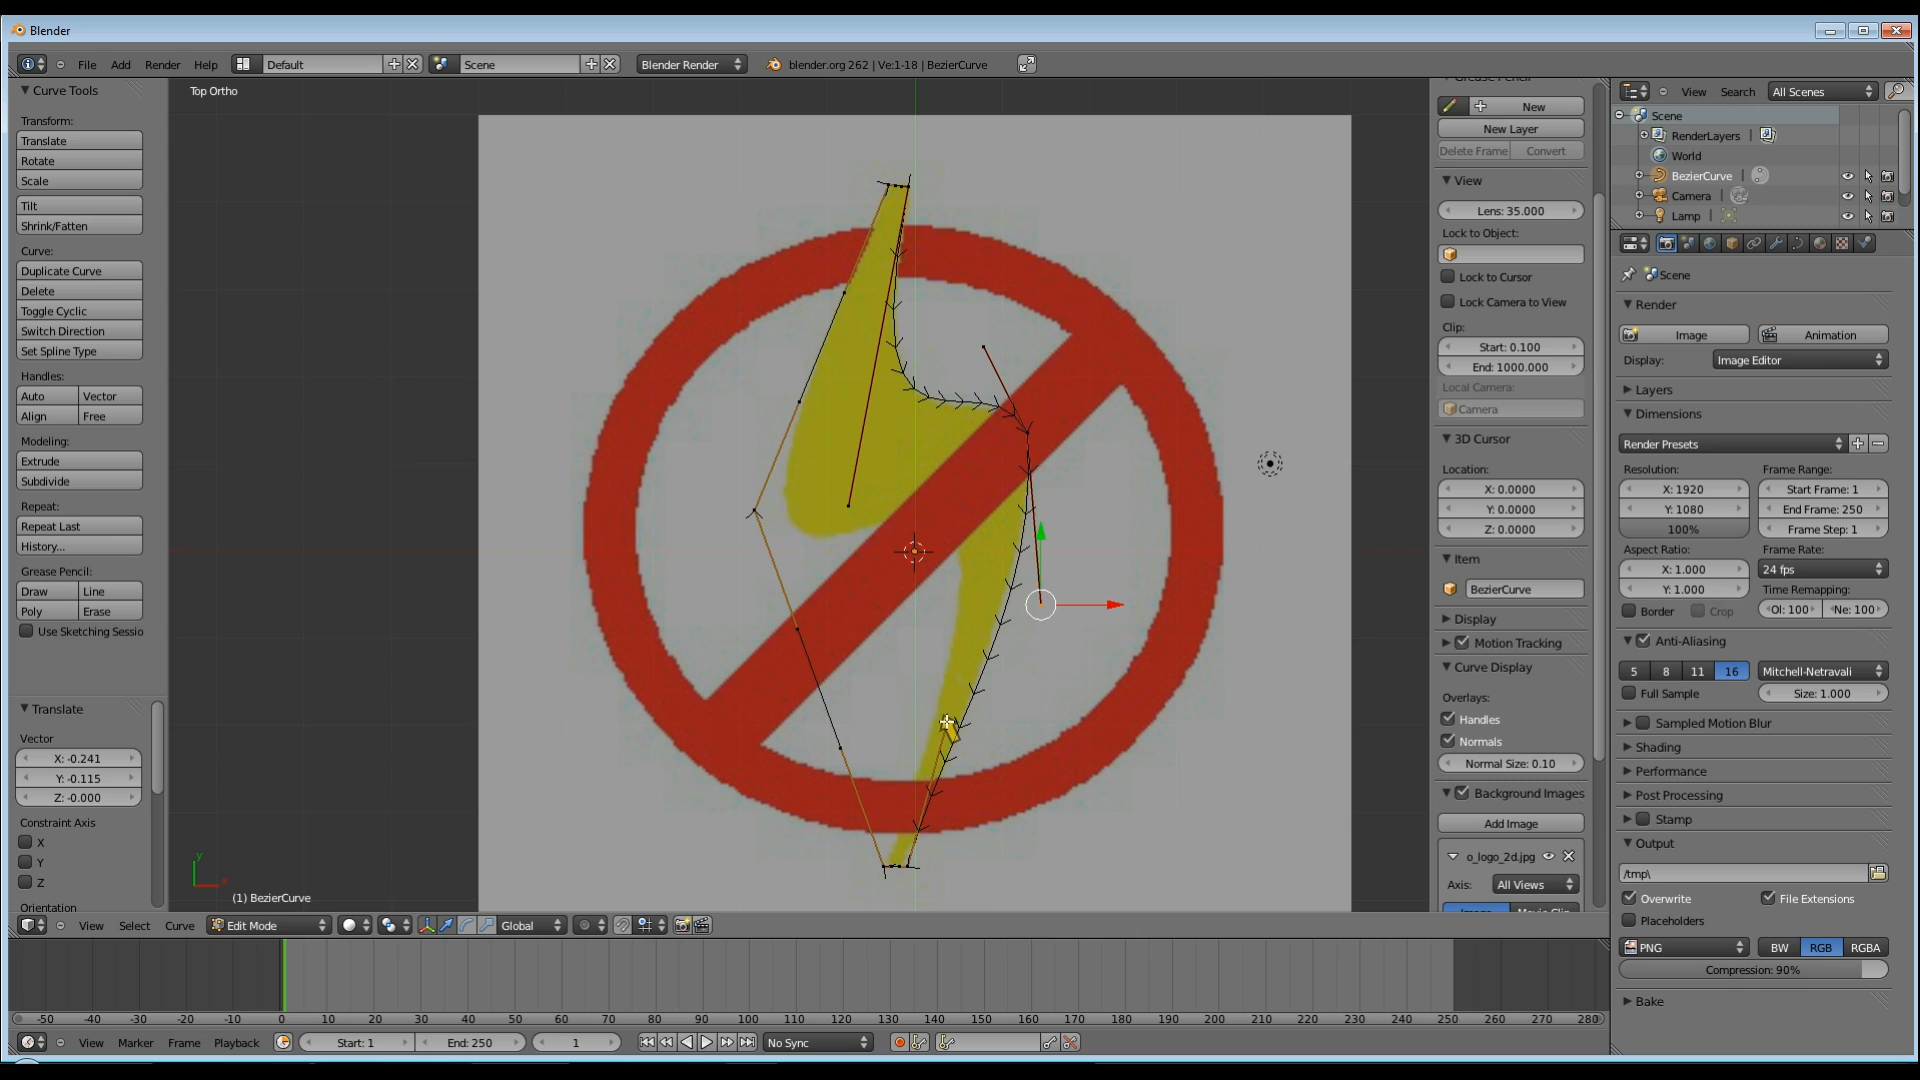 Blender
File Add Render Help Default Scene Blender Render blender.org 262 | Ve:1-18 | BezierCurve
Curve Tools
Transform:
Translate
Rotate
Scale
Tilt
Shrink/Fatten
Curve:
Duplicate Curve
Delete
Toggle Cyclic
Switch Direction
Set Spline Type
Handles:
Auto Vector
Align Free
Modeling:
Extrude
Subdivide
Repeat:
Repeat Last
History...
Grease Pencil:
Draw Line
Poly Erase
Use Sketching Sessio
Translate
Vector
X: -0.241
Y: -0.115
Z: -0.000
Constraint Axis
X
Y
Z
Orientation
Top Ortho
y
x
(1) BezierCurve
Grease Pencil
New
New Layer
Delete Frame Convert
View
Lens: 35.000
Lock to Object:
Lock to Cursor
Lock Camera to View
Clip:
Start: 0.100
End: 1000.000
Local Camera:
Camera
3D Cursor
Location:
X: 0.0000
Y: 0.0000
Z: 0.0000
Item
BezierCurve
Display
Motion Tracking
Curve Display
Overlays:
Handles
Normals
Normal Size: 0.10
Background Images
Add Image
o_logo_2d.jpg
Axis: All Views
Image Movie Clip
View Search All Scenes
Scene
RenderLayers |
World
BezierCurve |
Camera |
Lamp |
Scene
Render
Image Animation
Display: Image Editor
Layers
Dimensions
Render Presets
Resolution: Frame Range:
X: 1920 Start Frame: 1
Y: 1080 End Frame: 250
100% Frame Step: 1
Aspect Ratio: Frame Rate:
X: 1.000 24 fps
Y: 1.000 Time Remapping:
Border Crop Ol: 100 Ne: 100
Anti-Aliasing
5 8 11 16 Mitchell-Netravali
Full Sample Size: 1.000
Sampled Motion Blur
Shading
Performance
Post Processing
Stamp
Output
/tmp\
Overwrite File Extensions
Placeholders
PNG BW RGB RGBA
Compression: 90%
Bake
View Select Curve Edit Mode Global
-50 -40 -30 -20 -10 0 10 20 30 40 50 60 70 80 90 100 110 120 130 140 150 160 170 180 190 200 210 220 230 240 250 260 270 280
View Marker Frame Playback Start: 1 End: 250 1 No Sync